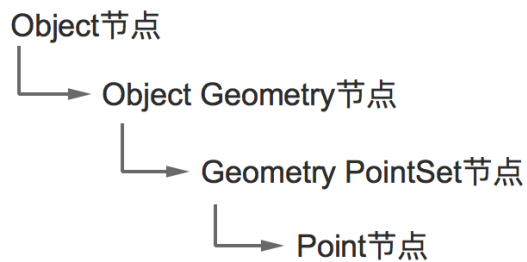 Object节点
Object Geometry节点
Geometry PointSet节点
Point节点